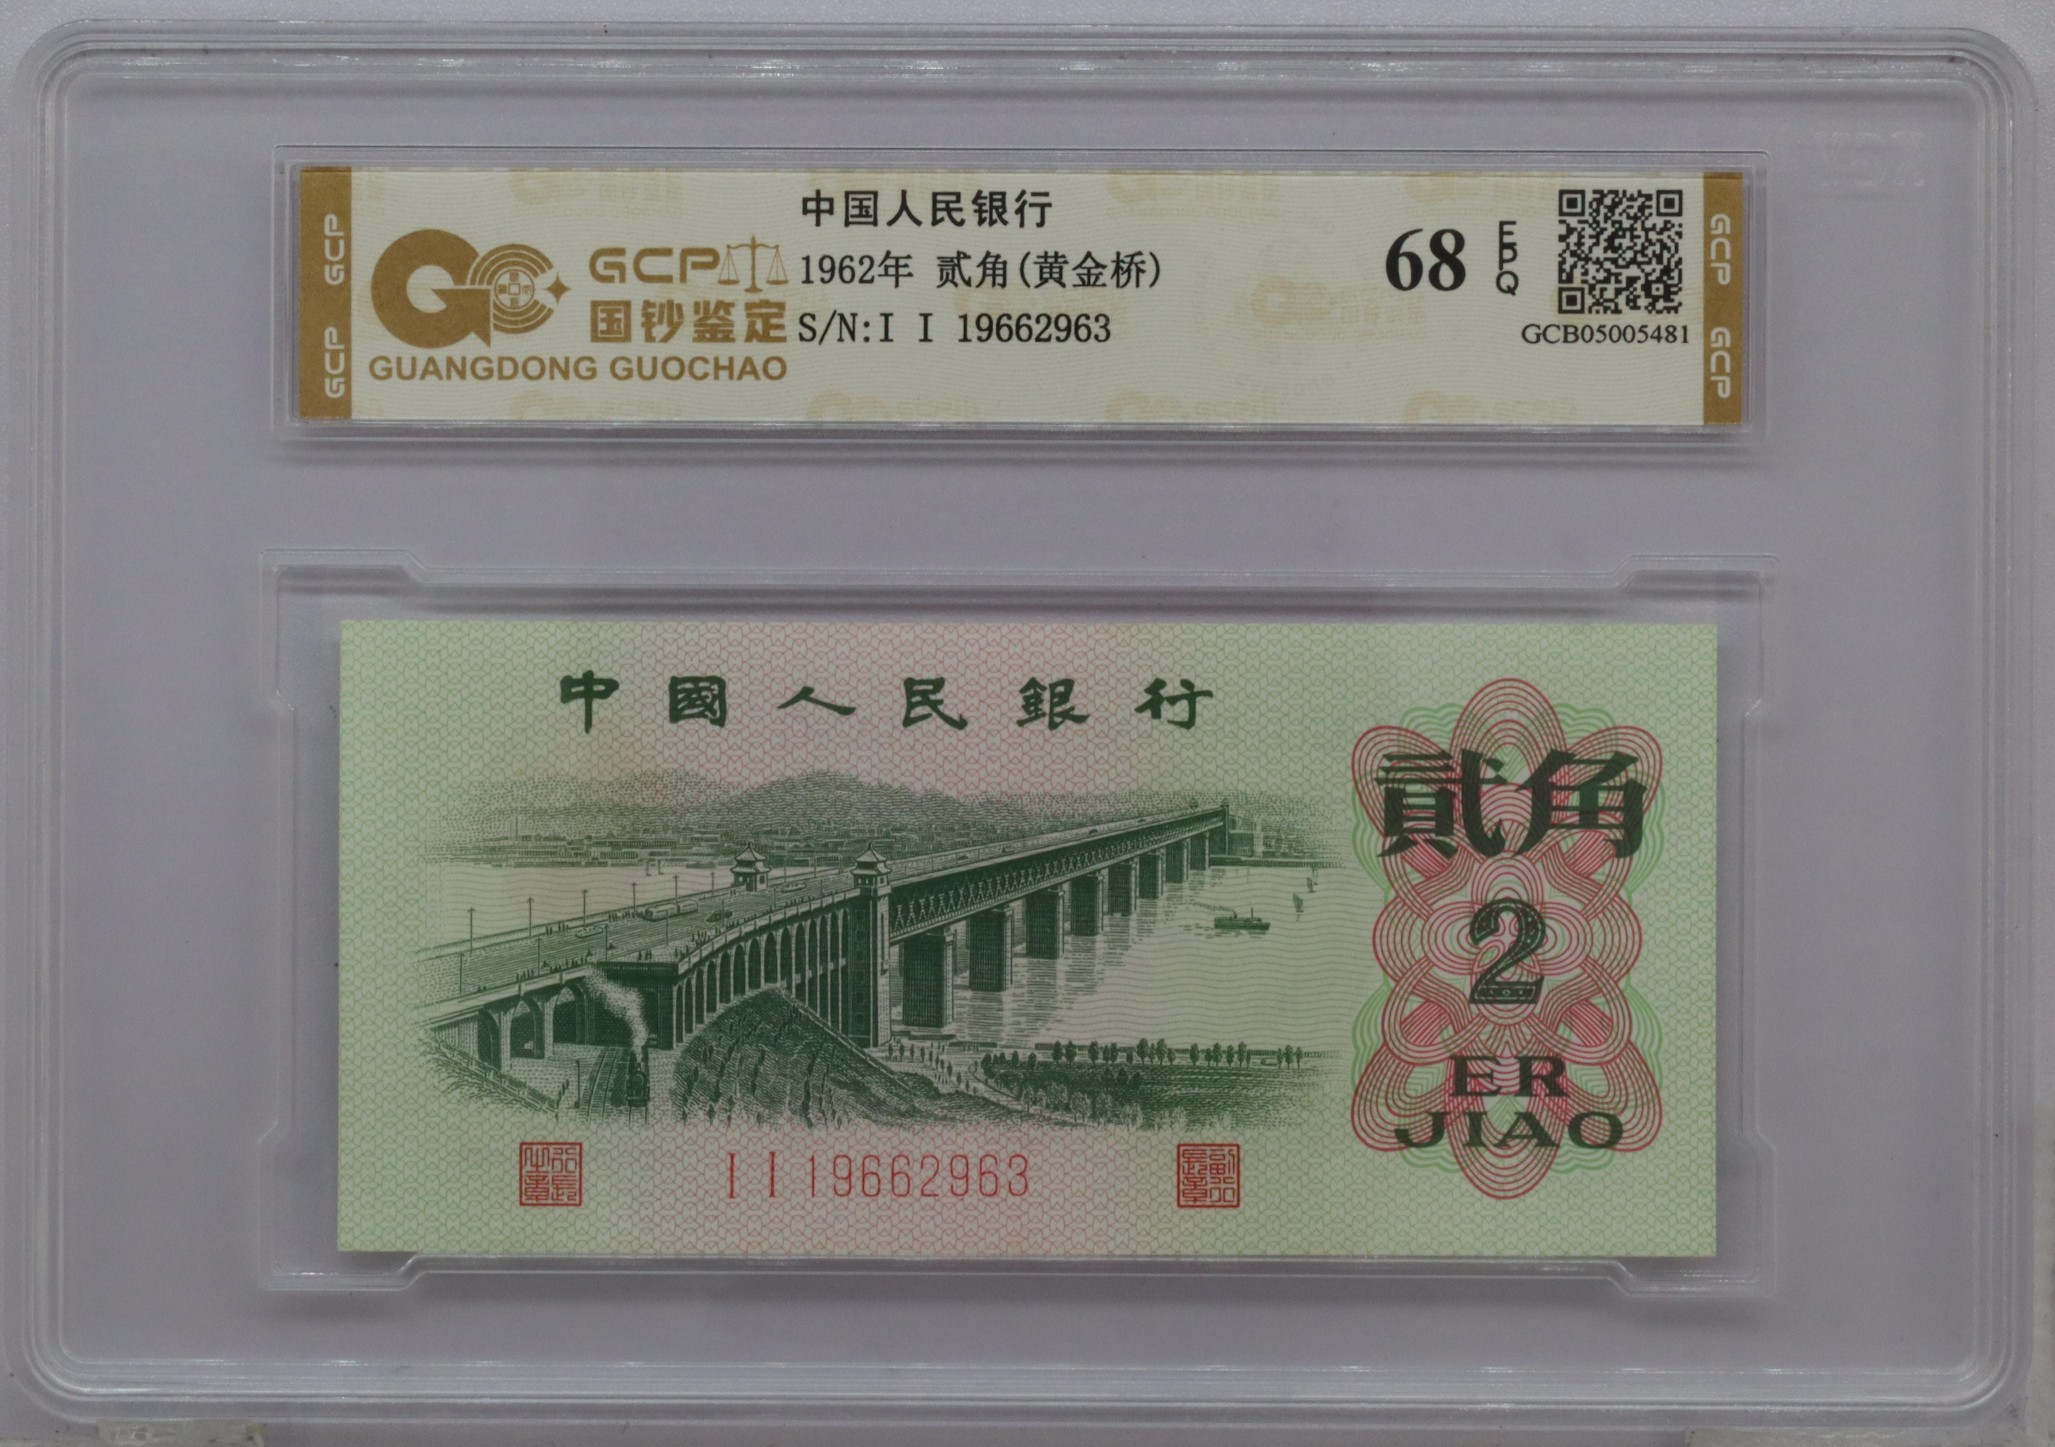 GCP
GCP
GCP
国钞鉴定
GUANGDONG GUOCHAO
中国人民银行
1962年 贰角(黄金桥)
S/N:I I 19662963
68
EPQ
GCB05005481
GCP
GCP
中國人民銀行
貳角
2
ER
JIAO
I I 19662963